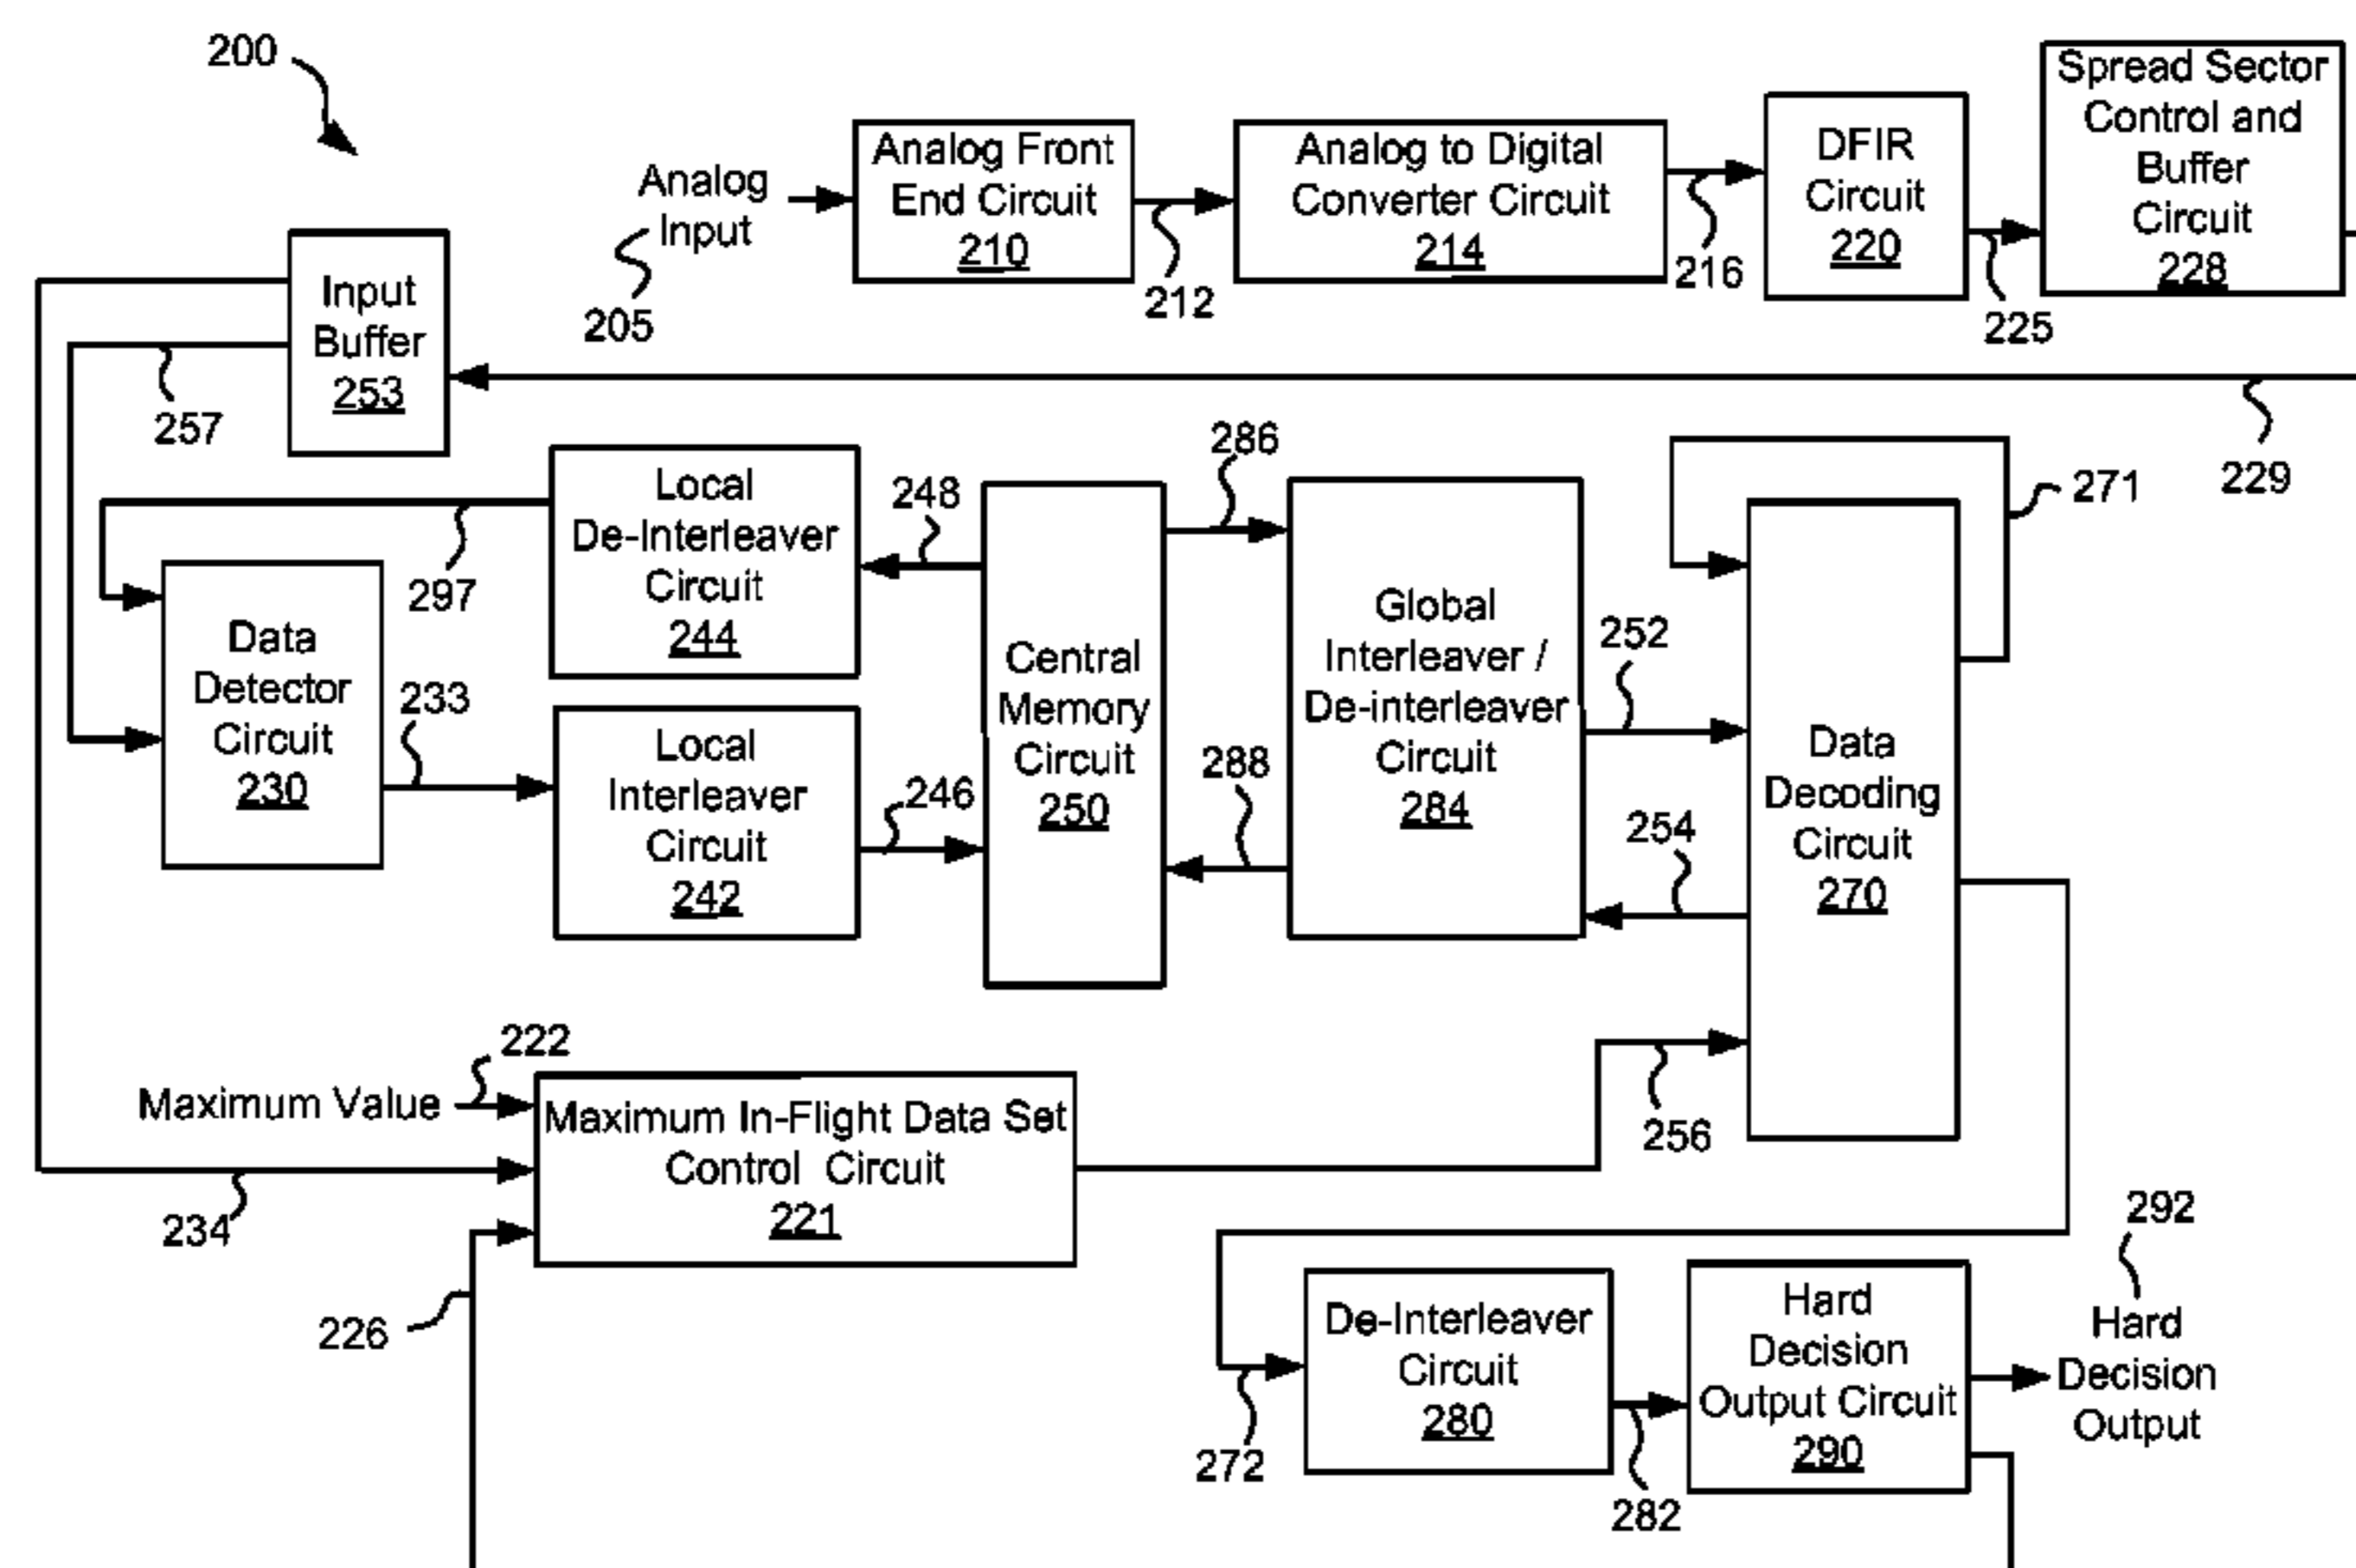 200
Analog
Input
205
Analog Front
End Circuit
210
212
Analog to Digital
Converter Circuit
214
216
DFIR
Circuit
220
225
Spread Sector
Control and
Buffer
Circuit
228
229
Input
Buffer
253
257
Local
De-Interleaver
Circuit
244
297
248
286
Central
Memory
Circuit
250
Global
Interleaver /
De-interleaver
Circuit
284
271
252
Data
Detector
Circuit
230
233
Local
Interleaver
Circuit
242
246
288
254
Data
Decoding
Circuit
270
222
Maximum Value
Maximum In-Flight Data Set
Control Circuit
221
256
234
226
272
De-Interleaver
Circuit
280
282
Hard
Decision
Output Circuit
290
292
Hard
Decision
Output